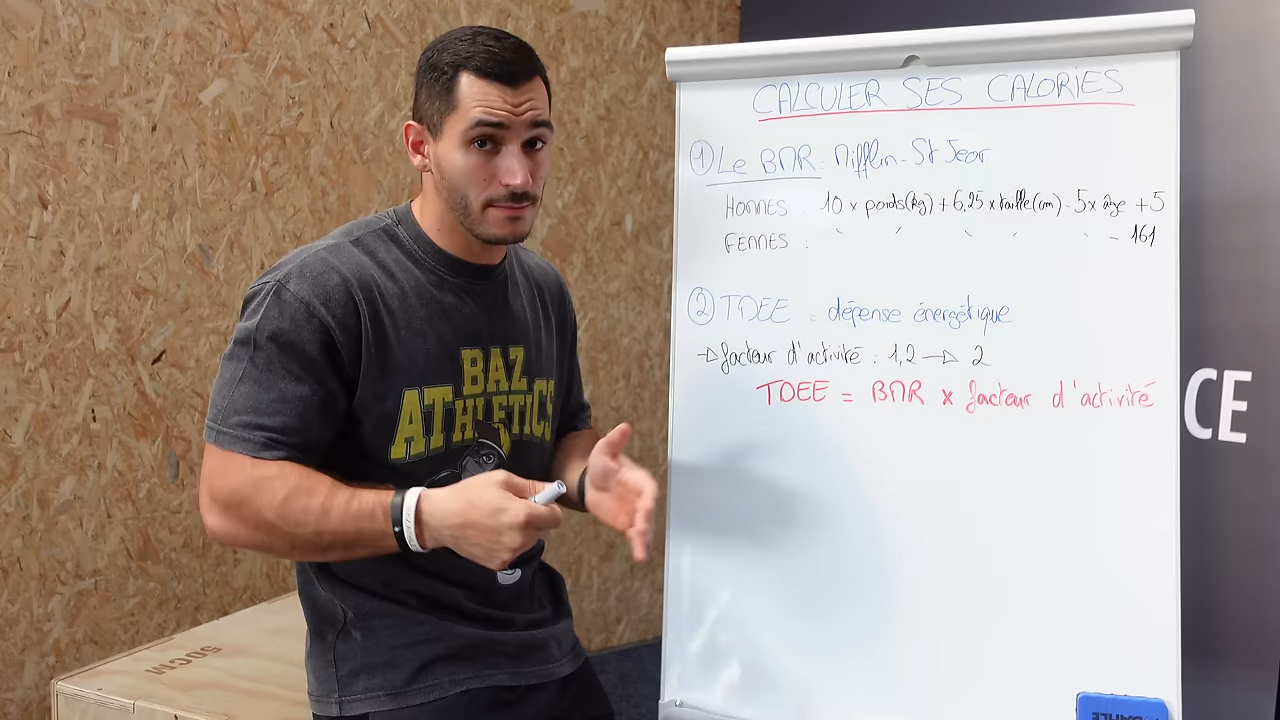 CALCULER SES CALORIES
① Le BMR : Mifflin-St Jeor
HOMMES : 10 x poids(kg) + 6,25 x taille(cm) - 5 x âge + 5
FEMMES : - 161
② TDEE = dépense énergétique
→ facteur d'activité : 1,2 → 2
TDEE = BMR x facteur d'activité
BAZ
ATHLETICS
50CM
CE